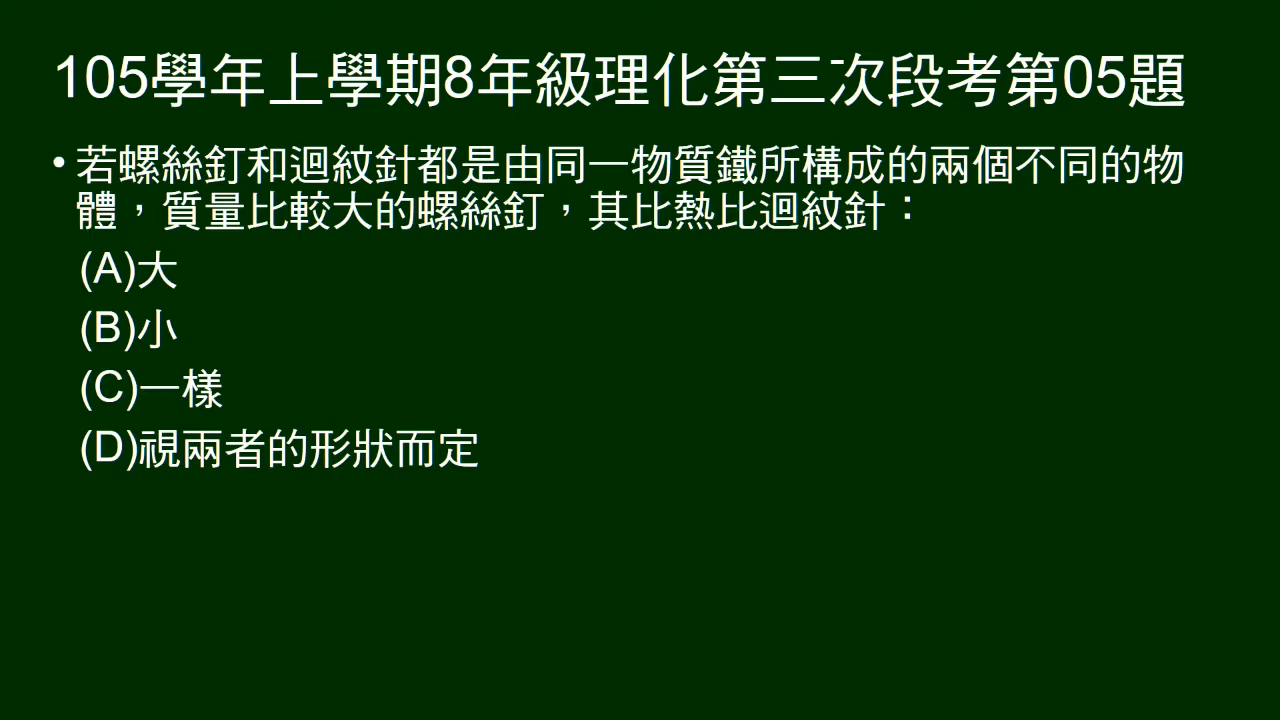 105學年上學期8年級理化第三次段考第05題
•若螺絲釘和迴紋針都是由同一物質鐵所構成的兩個不同的物
體，質量比較大的螺絲釘，其比熱比迴紋針：
(A)大
(B)小
(C)一樣
(D)視兩者的形狀而定